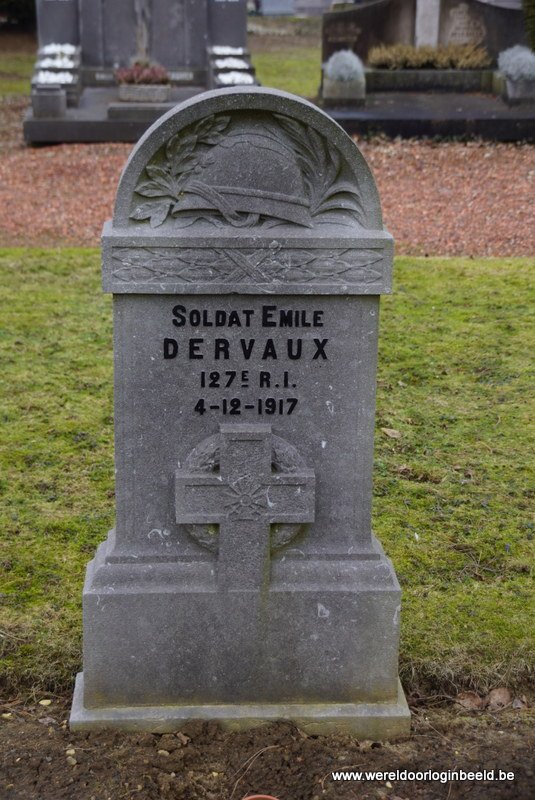 SOLDAT EMILE
DERVAUX
127E R.I.
4-12-1917
www.wereldoorloginbeeld.be